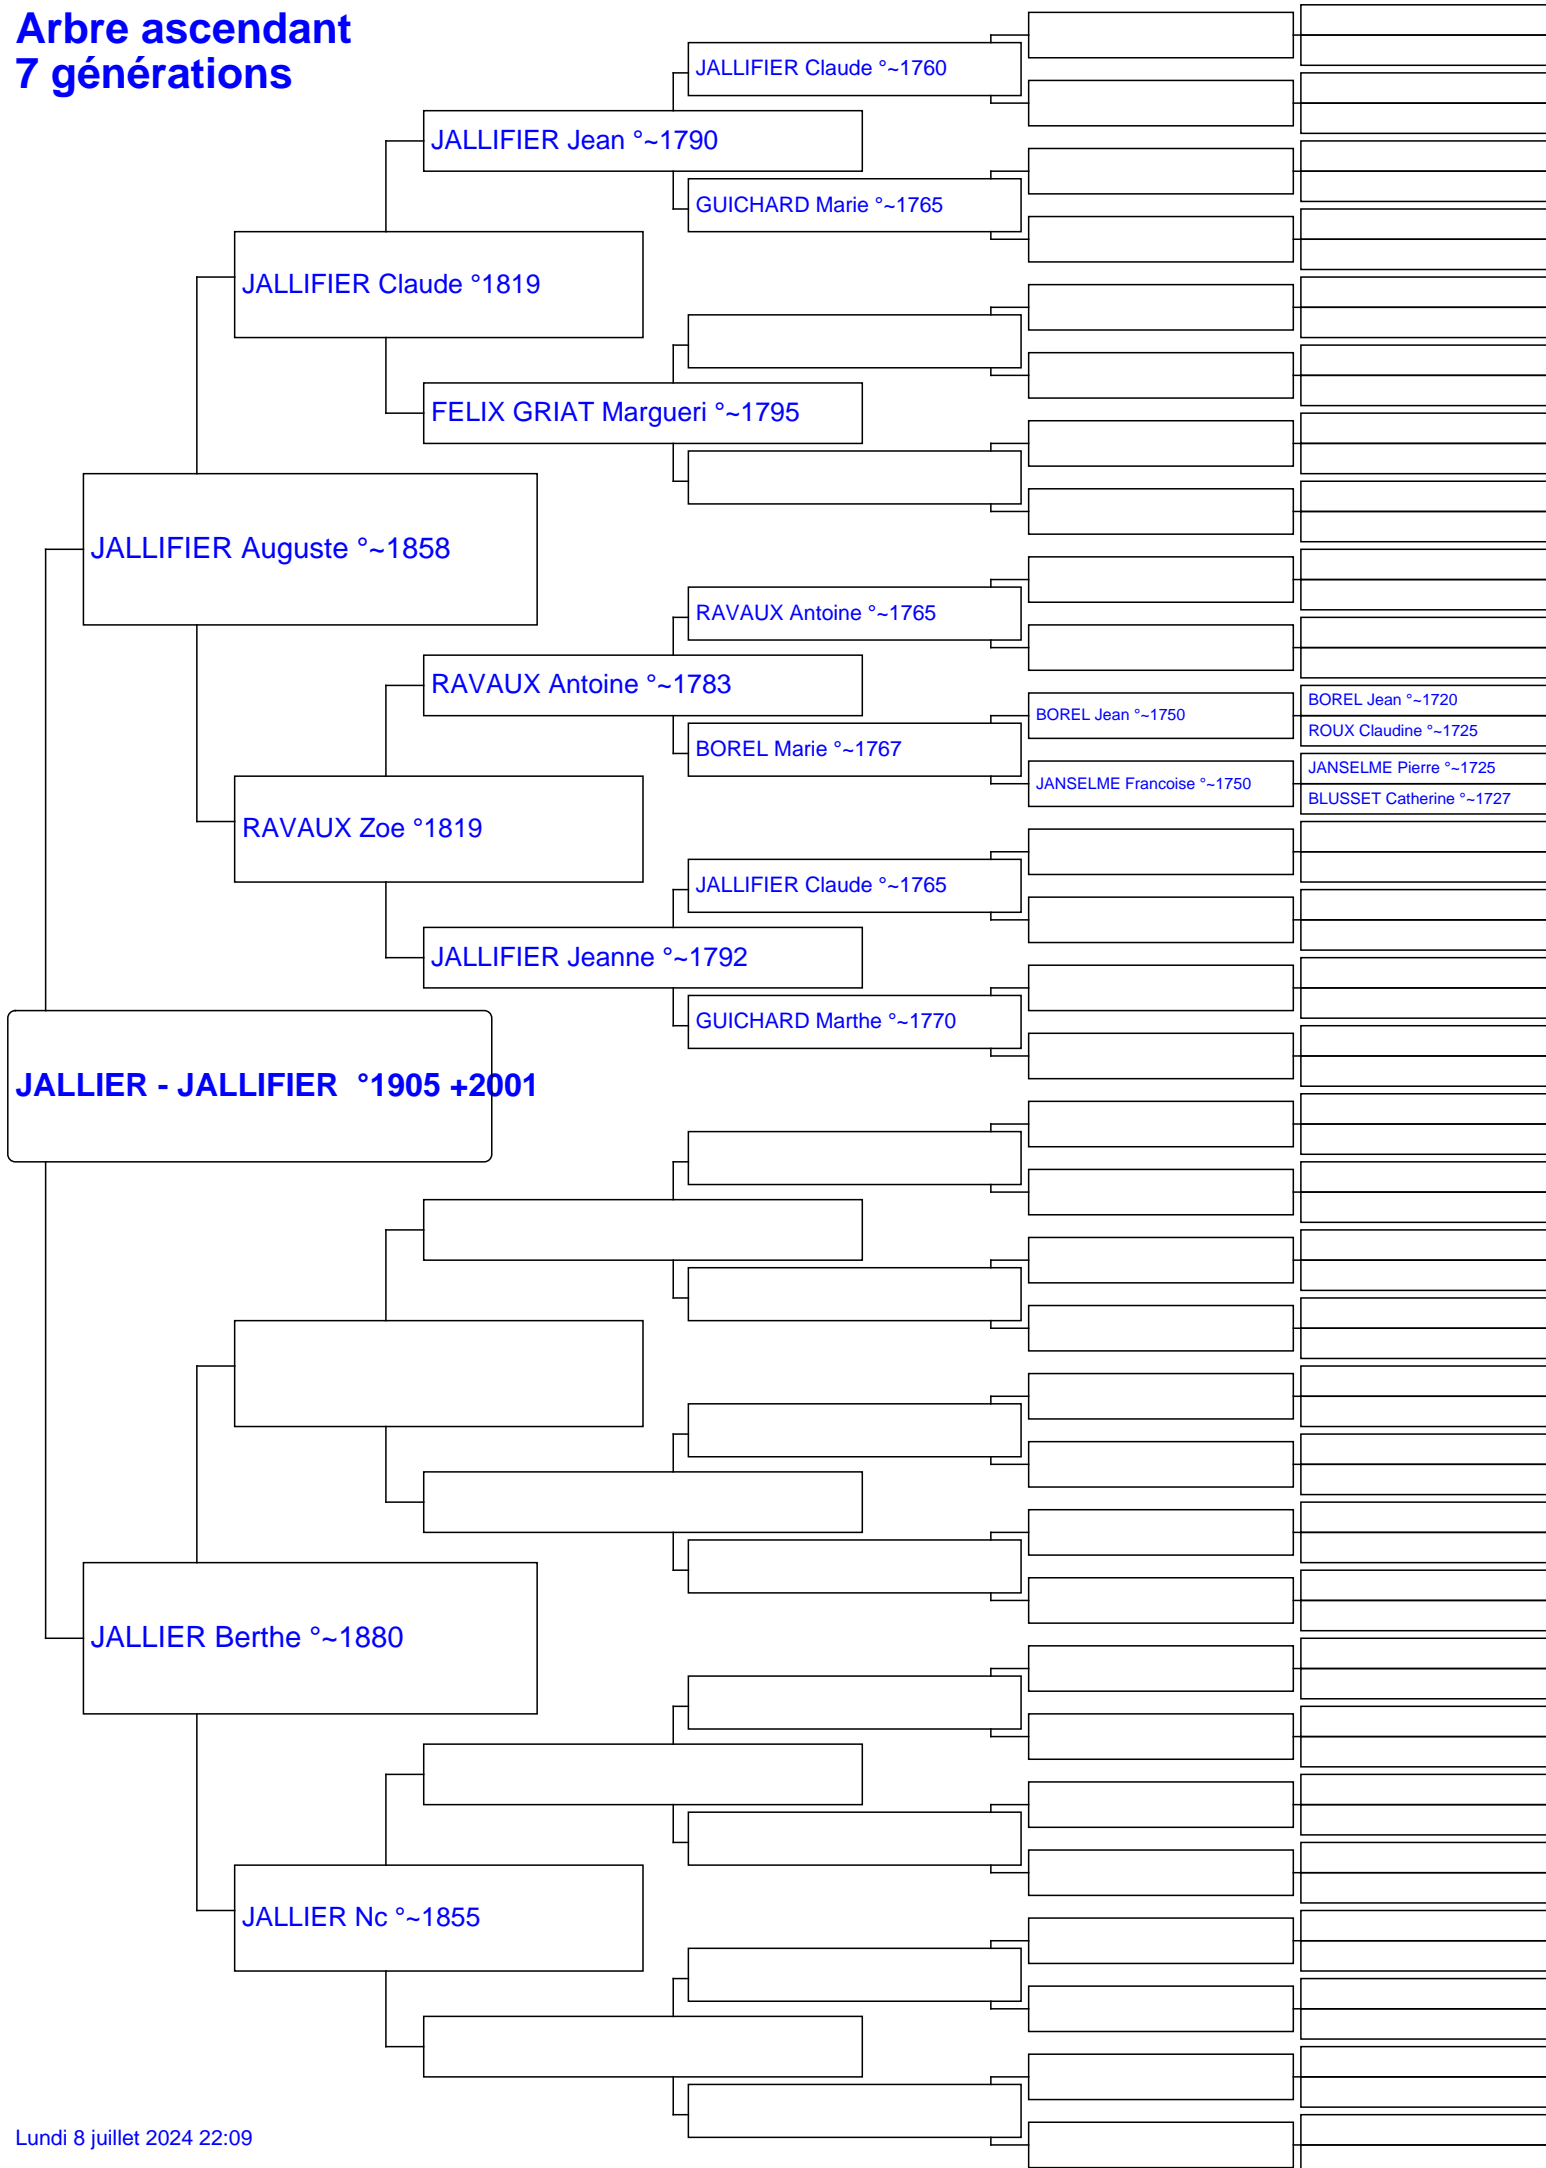 Arbre ascendant
7 générations
JALLIFIER Claude °~1760
JALLIFIER Jean °~1790
GUICHARD Marie °~1765
JALLIFIER Claude °1819
FELIX GRIAT Margueri °~1795
JALLIFIER Auguste °~1858
RAVAUX Antoine °~1765
RAVAUX Antoine °~1783
BOREL Jean °~1720
BOREL Jean °~1750
ROUX Claudine °~1725
BOREL Marie °~1767
JANSELME Pierre °~1725
JANSELME Francoise °~1750
BLUSSET Catherine °~1727
RAVAUX Zoe °1819
JALLIFIER Claude °~1765
JALLIFIER Jeanne °~1792
GUICHARD Marthe °~1770
JALLIER - JALLIFIER °1905 +2001
JALLIER Berthe °~1880
JALLIER Nc °~1855
Lundi 8 juillet 2024 22:09